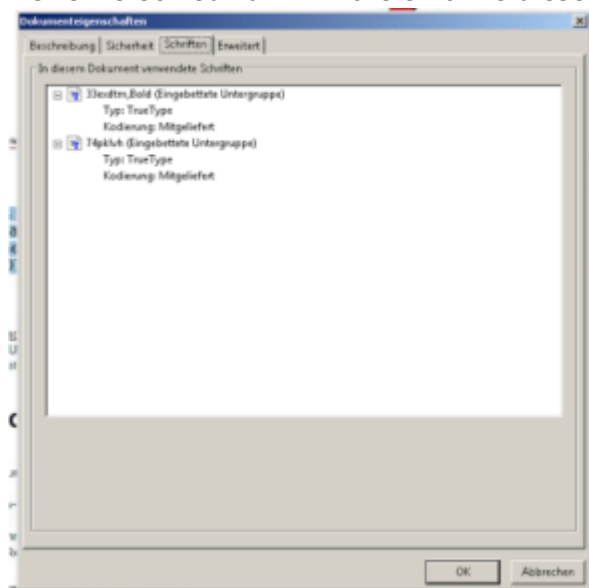 Dokumenteigenschaften
Beschreibung Sicherheit Schriften Erweitert
In diesem Dokument verwendete Schriften
33exdtm,Bold (Eingebettete Untergruppe)
Typ: TrueType
Kodierung: Mitgeliefert
74pklvh (Eingebettete Untergruppe)
Typ: TrueType
Kodierung: Mitgeliefert
OK Abbrechen